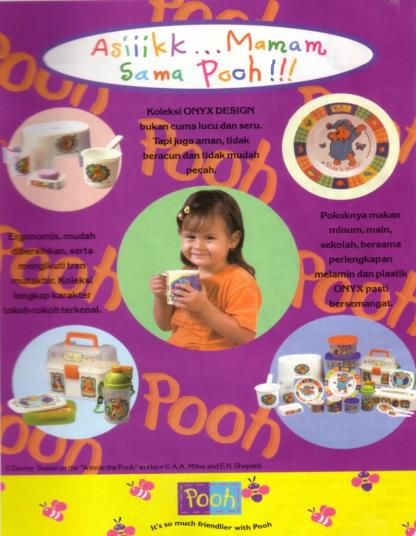 Asiiikk... Mamam
Sama Pooh!!!
Koleksi ONYX DESIGN
bukan cuma lucu dan seru.
Tapi juga aman, tidak
beracun dan tidak mudah
pecah.
Ergonomis, mudah
dibersihkan, serta
mengikuti tren
mutakhir. Koleksi
lengkap karakter
tokoh-tokoh terkenal.
Pokoknya makan
minum, main,
sekolah, bersama
perlengkapan
melamin dan plastik
ONYX pasti
bersemangat.
Pooh
Pooh
Pooh
Pooh
Pooh
© Disney. Based on the "Winnie the Pooh" works © A.A. Milne and E.H. Shepard.
Pooh
It's so much friendlier with Pooh